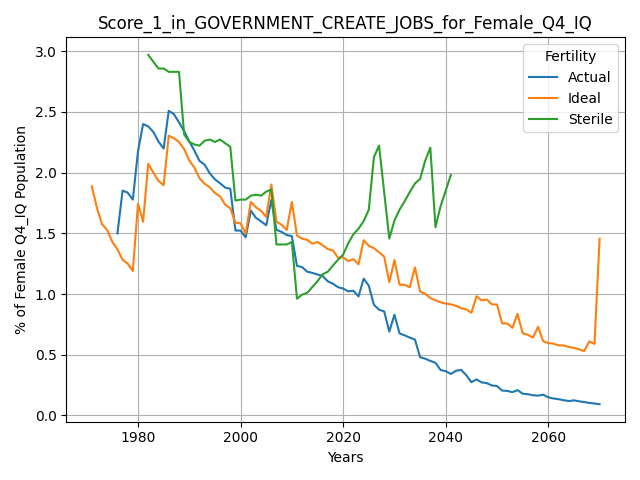 Score_1_in_GOVERNMENT_CREATE_JOBS_for_Female_Q4_IQ
Fertility
Actual
Ideal
Sterile
% of Female Q4_IQ Population
3.0
2.5
2.0
1.5
1.0
0.5
0.0
1980 2000 2020 2040 2060
Years